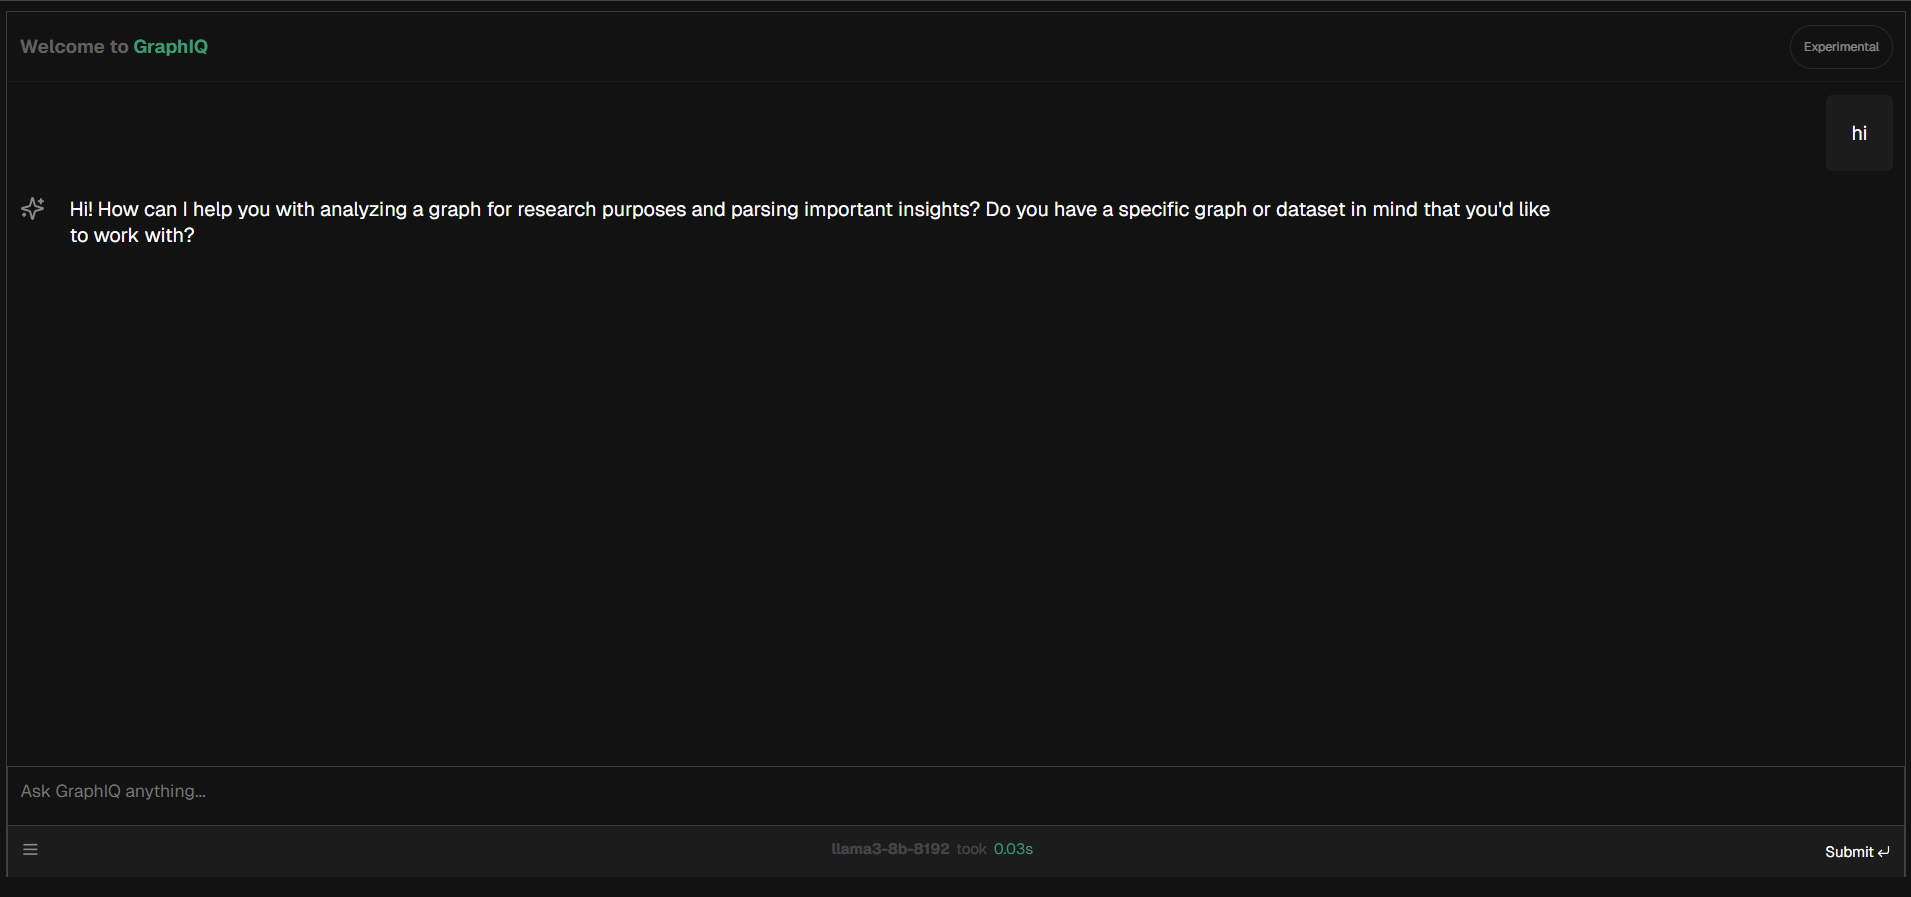 Welcome to GraphIQ
Experimental
hi
Hi! How can I help you with analyzing a graph for research purposes and parsing important insights? Do you have a specific graph or dataset in mind that you'd like
to work with?
Ask GraphIQ anything...
llama3-8b-8192 took 0.03s
Submit